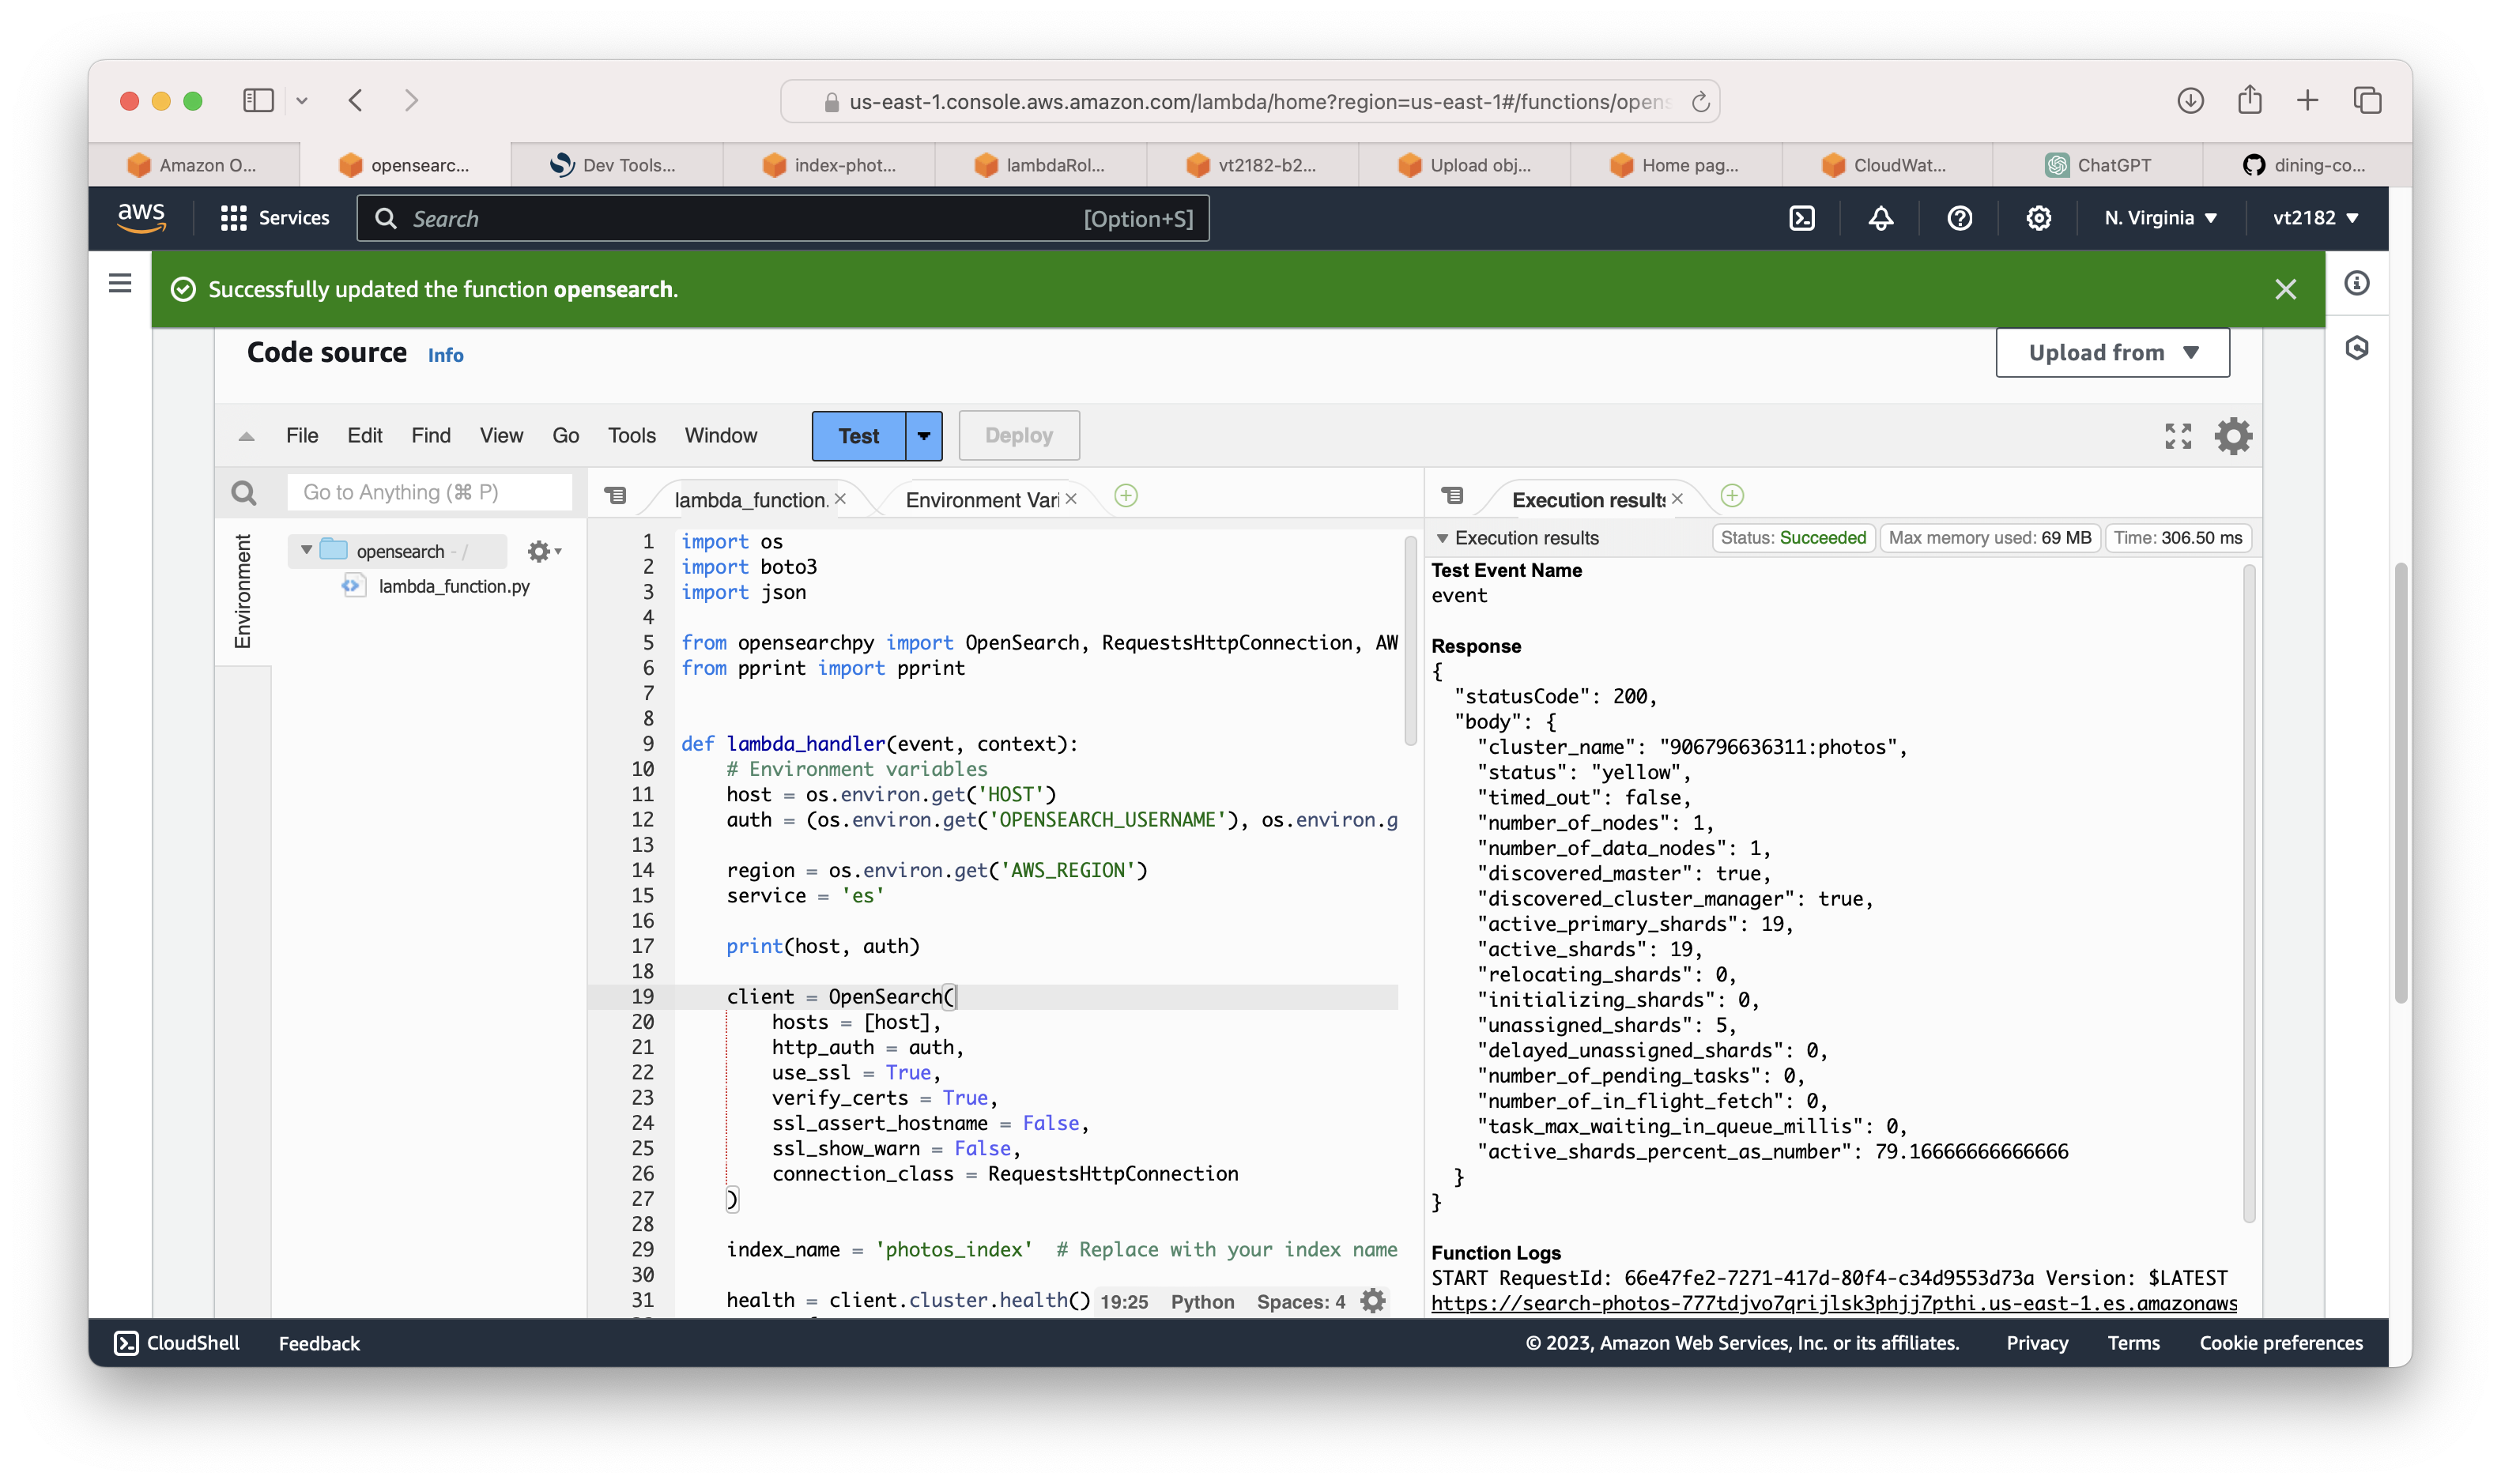 us-east-1.console.aws.amazon.com/lambda/home?region=us-east-1#/functions/opens
Amazon O...
opensearc...
Dev Tools...
index-phot...
lambdaRol...
vt2182-b2...
Upload obj...
Home pag...
CloudWat...
ChatGPT
dining-co...
aws
Services
Search
[Option+S]
N. Virginia
vt2182
Successfully updated the function opensearch.
Code source
Info
Upload from
File
Edit
Find
View
Go
Tools
Window
Test
Deploy
Go to Anything (⌘ P)
Environment
opensearch - /
lambda_function.py
lambda_function.
Environment Vari
1 import os
2 import boto3
3 import json
4
5 from opensearchpy import OpenSearch, RequestsHttpConnection, AW
6 from pprint import pprint
7
8
9 def lambda_handler(event, context):
10 # Environment variables
11 host = os.environ.get('HOST')
12 auth = (os.environ.get('OPENSEARCH_USERNAME'), os.environ.g
13
14 region = os.environ.get('AWS_REGION')
15 service = 'es'
16
17 print(host, auth)
18
19 client = OpenSearch(
20 hosts = [host],
21 http_auth = auth,
22 use_ssl = True,
23 verify_certs = True,
24 ssl_assert_hostname = False,
25 ssl_show_warn = False,
26 connection_class = RequestsHttpConnection
27 )
28
29 index_name = 'photos_index' # Replace with your index name
30
31 health = client.cluster.health()
19:25 Python Spaces: 4
Execution results
Execution results
Status: Succeeded
Max memory used: 69 MB
Time: 306.50 ms
Test Event Name
event
Response
{
"statusCode": 200,
"body": {
"cluster_name": "906796636311:photos",
"status": "yellow",
"timed_out": false,
"number_of_nodes": 1,
"number_of_data_nodes": 1,
"discovered_master": true,
"discovered_cluster_manager": true,
"active_primary_shards": 19,
"active_shards": 19,
"relocating_shards": 0,
"initializing_shards": 0,
"unassigned_shards": 5,
"delayed_unassigned_shards": 0,
"number_of_pending_tasks": 0,
"number_of_in_flight_fetch": 0,
"task_max_waiting_in_queue_millis": 0,
"active_shards_percent_as_number": 79.16666666666666
}
}
Function Logs
START RequestId: 66e47fe2-7271-417d-80f4-c34d9553d73a Version: $LATEST
https://search-photos-777tdjvo7qrijlsk3phjj7pthi.us-east-1.es.amazonaws
CloudShell
Feedback
© 2023, Amazon Web Services, Inc. or its affiliates.
Privacy
Terms
Cookie preferences